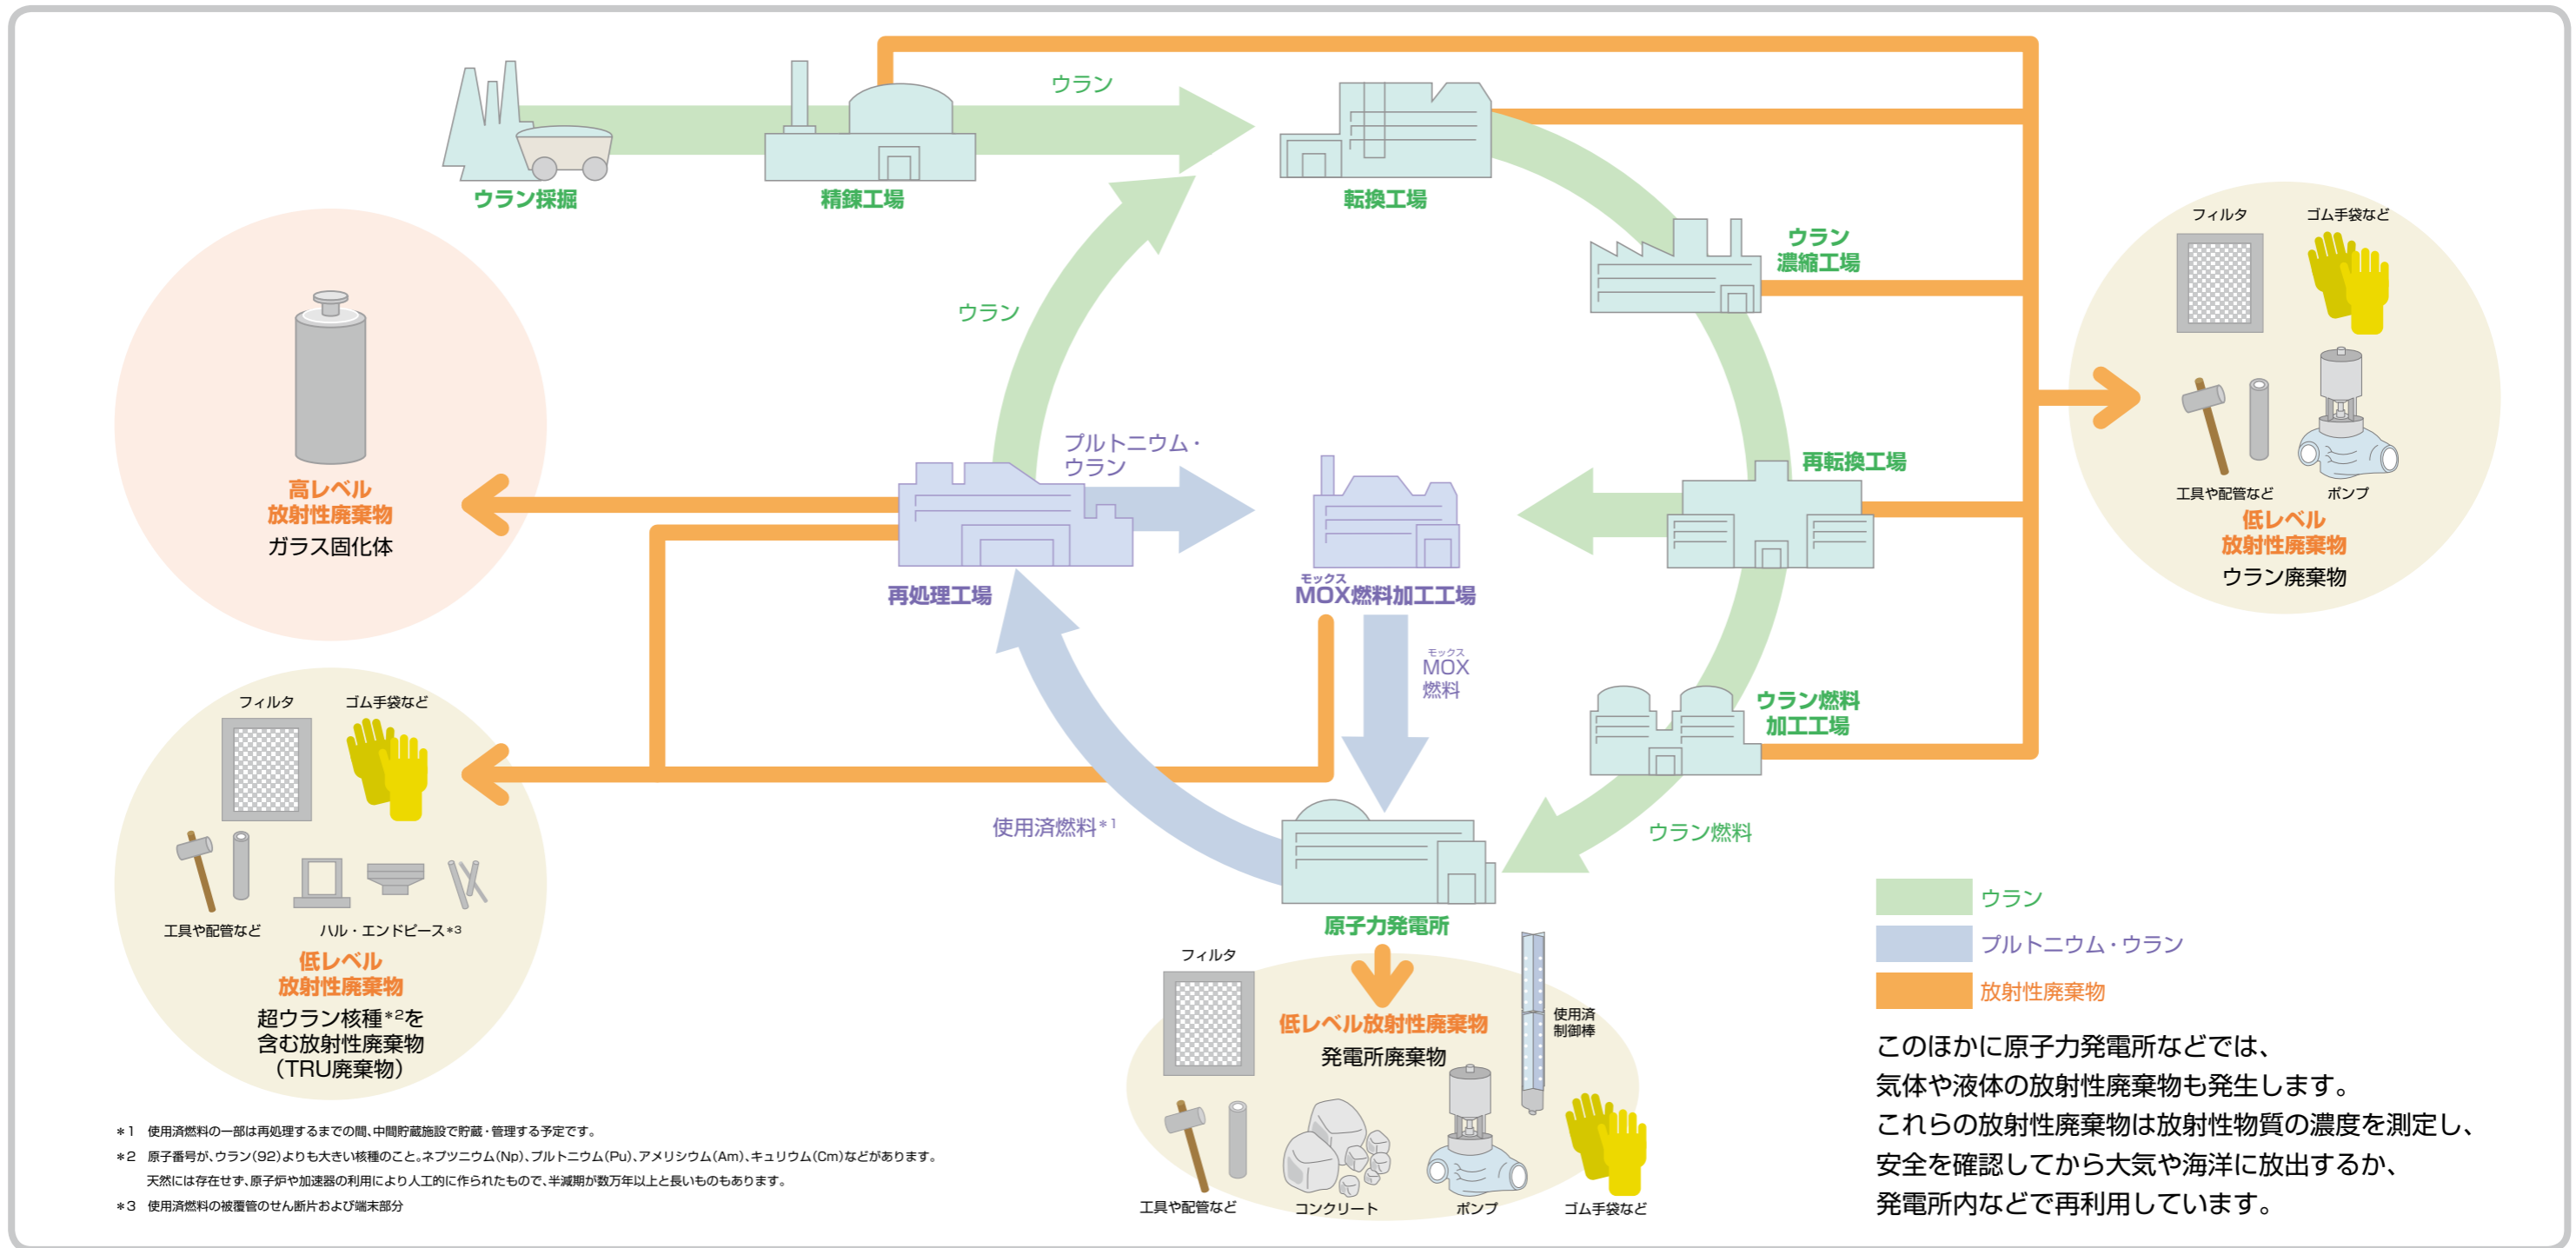 ウラン
ウラン採掘
精錬工場
転換工場
ウラン
濃縮工場
フィルタ
ゴム手袋など
工具や配管など
ポンプ
低レベル
放射性廃棄物
ウラン廃棄物
ウラン
高レベル
放射性廃棄物
ガラス固化体
プルトニウム・
ウラン
再処理工場
モックス
MOX燃料加工工場
再転換工場
モックス
MOX
燃料
ウラン燃料
加工工場
フィルタ
ゴム手袋など
工具や配管など
ハル・エンドピース*3
低レベル
放射性廃棄物
超ウラン核種*2を
含む放射性廃棄物
(TRU廃棄物)
使用済燃料*1
ウラン燃料
原子力発電所
フィルタ
低レベル放射性廃棄物
発電所廃棄物
使用済
制御棒
工具や配管など
コンクリート
ポンプ
ゴム手袋など
ウラン
プルトニウム・ウラン
放射性廃棄物
このほかに原子力発電所などでは、
気体や液体の放射性廃棄物も発生します。
これらの放射性廃棄物は放射性物質の濃度を測定し、
安全を確認してから大気や海洋に放出するか、
発電所内などで再利用しています。
*1 使用済燃料の一部は再処理するまでの間、中間貯蔵施設で貯蔵・管理する予定です。
*2 原子番号が、ウラン(92)よりも大きい核種のこと。ネプツニウム(Np)、プルトニウム(Pu)、アメリシウム(Am)、キュリウム(Cm)などがあります。
天然には存在せず、原子炉や加速器の利用により人工的に作られたもので、半減期が数万年以上と長いものもあります。
*3 使用済燃料の被覆管のせん断片および端末部分